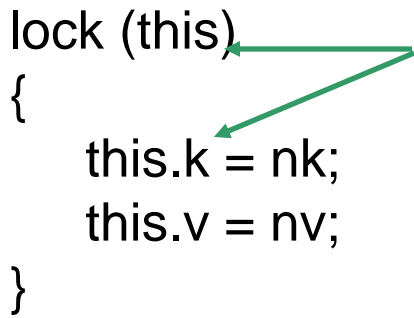 lock (this)
{
this.k = nk;
this.v = nv;
}